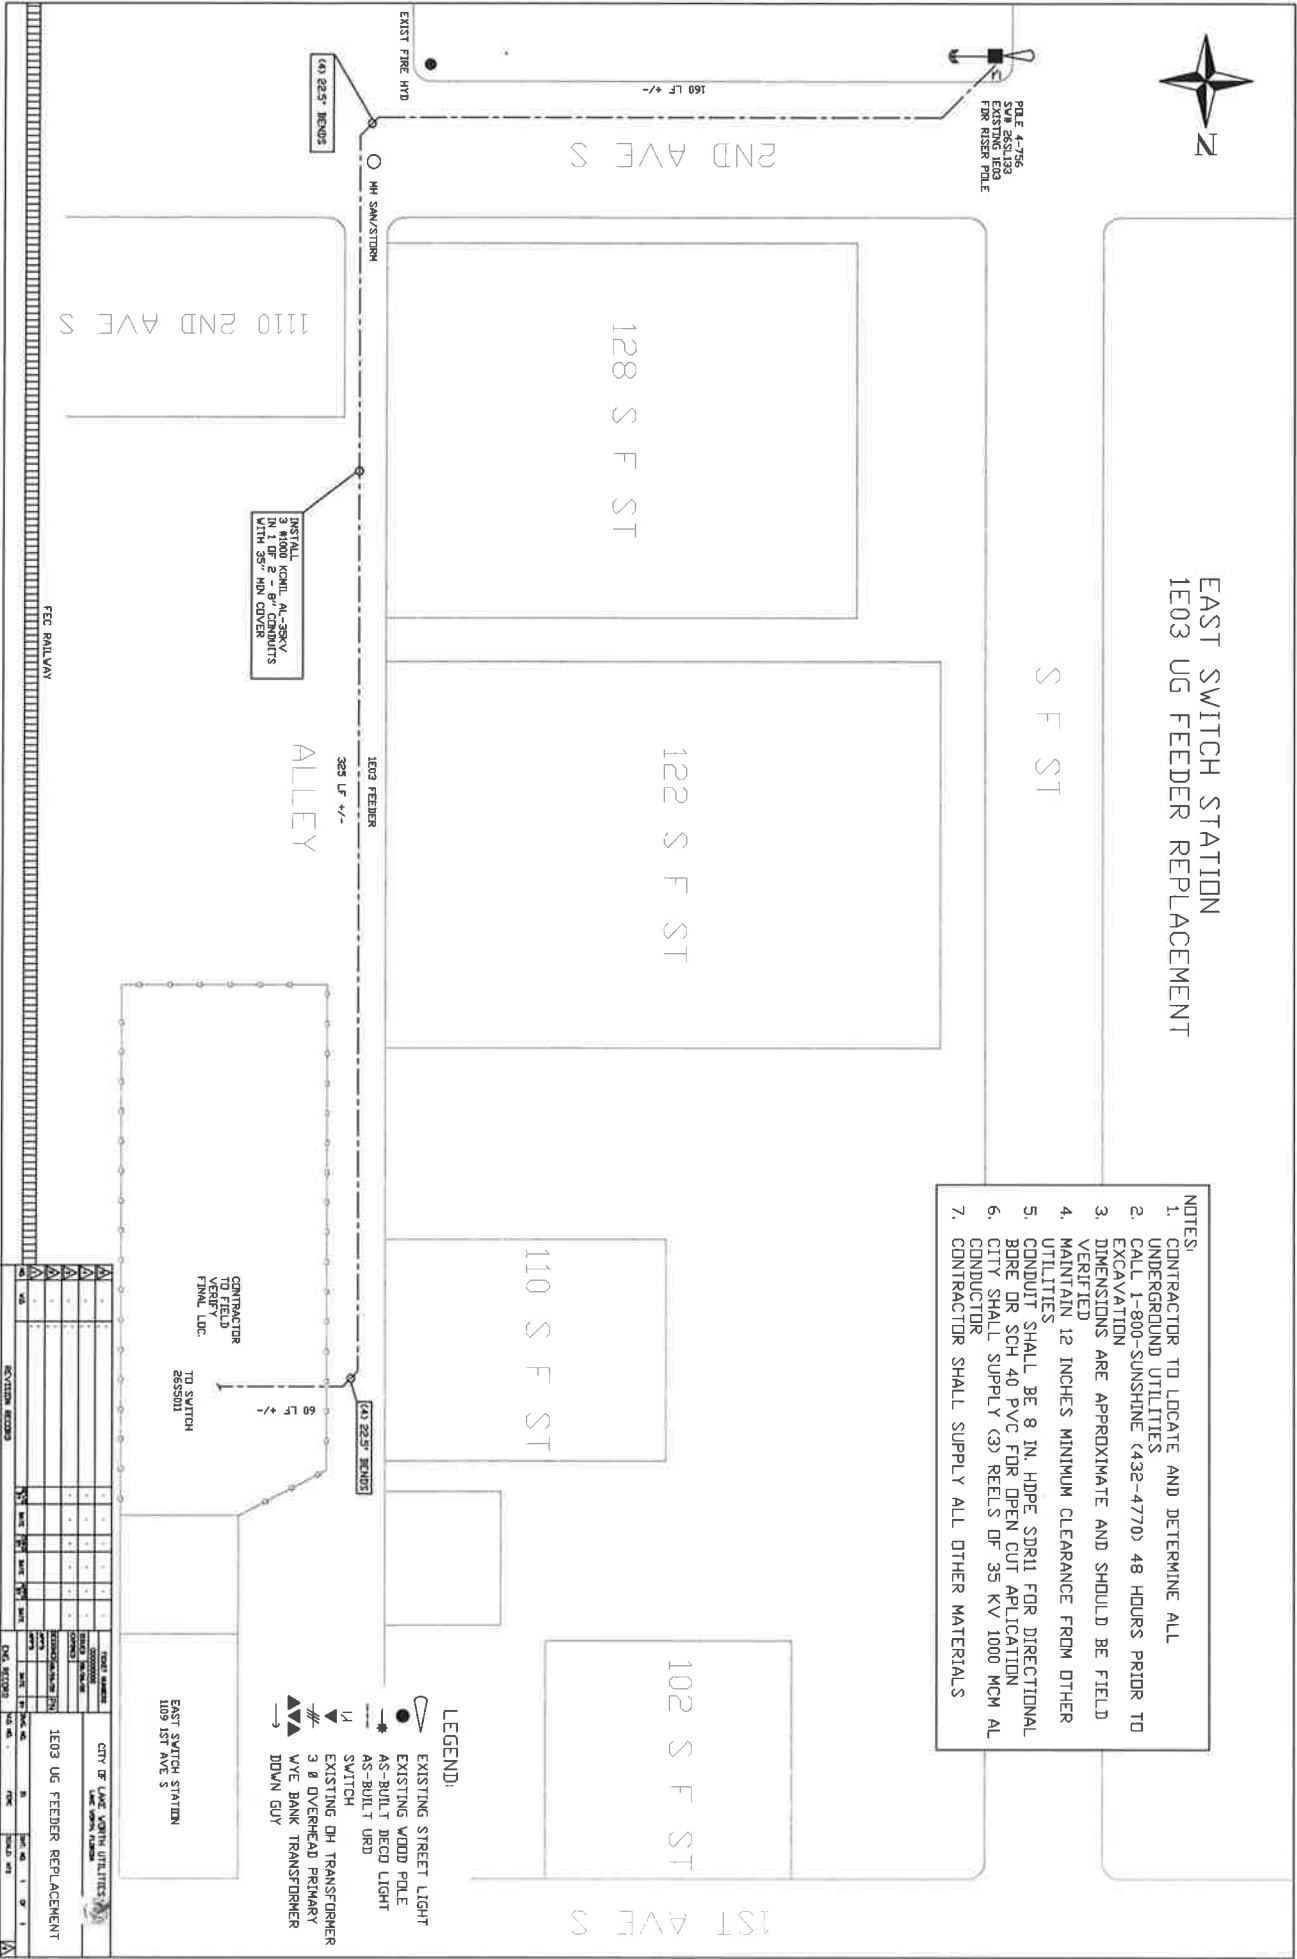 EAST SWITCH STATION
1E03 UG FEEDER REPLACEMENT
N
POLE 4-756
SW# 26SL133
EXISTING 1E03
FOR RISER POLE
EXIST FIRE HYD
160 LF +/-
(4) 22.5° BENDS
2ND AVE S
MH SAN/STORM
1110 2ND AVE S
128 S F ST
S F ST
122 S F ST
INSTALL
3 #1000 KCMIL AL-35KV
IN 1 OF 2 - 8" CONDUITS
WITH 35" MIN COVER
FEC RAILWAY
1E03 FEEDER
325 LF +/-
ALLEY
110 S F ST
CONTRACTOR
TO FIELD
VERIFY
FINAL LOC.
TO SWITCH
26SS011
60 LF +/-
(4) 22.5° BENDS
102 S F ST
1ST AVE S
EAST SWITCH STATION
1109 1ST AVE S
NOTES:
1. CONTRACTOR TO LOCATE AND DETERMINE ALL
UNDERGROUND UTILITIES
2. CALL 1-800-SUNSHINE (432-4770) 48 HOURS PRIOR TO
EXCAVATION
3. DIMENSIONS ARE APPROXIMATE AND SHOULD BE FIELD
VERIFIED
4. MAINTAIN 12 INCHES MINIMUM CLEARANCE FROM OTHER
UTILITIES
5. CONDUIT SHALL BE 8 IN. HDPE SDR11 FOR DIRECTIONAL
BORE OR SCH 40 PVC FOR OPEN CUT APLICATION
6. CITY SHALL SUPPLY (3) REELS OF 35 KV 1000 MCM AL
CONDUCTOR
7. CONTRACTOR SHALL SUPPLY ALL OTHER MATERIALS
LEGEND:
EXISTING STREET LIGHT
EXISTING WOOD POLE
AS-BUILT DECO LIGHT
AS-BUILT URD
SWITCH
EXISTING OH TRANSFORMER
3 Ø OVERHEAD PRIMARY
WYE BANK TRANSFORMER
DOWN GUY
REVISION RECORD
ENG RECORD
CITY OF LAKE WORTH UTILITIES
LAKE WORTH, FLORIDA
1E03 UG FEEDER REPLACEMENT